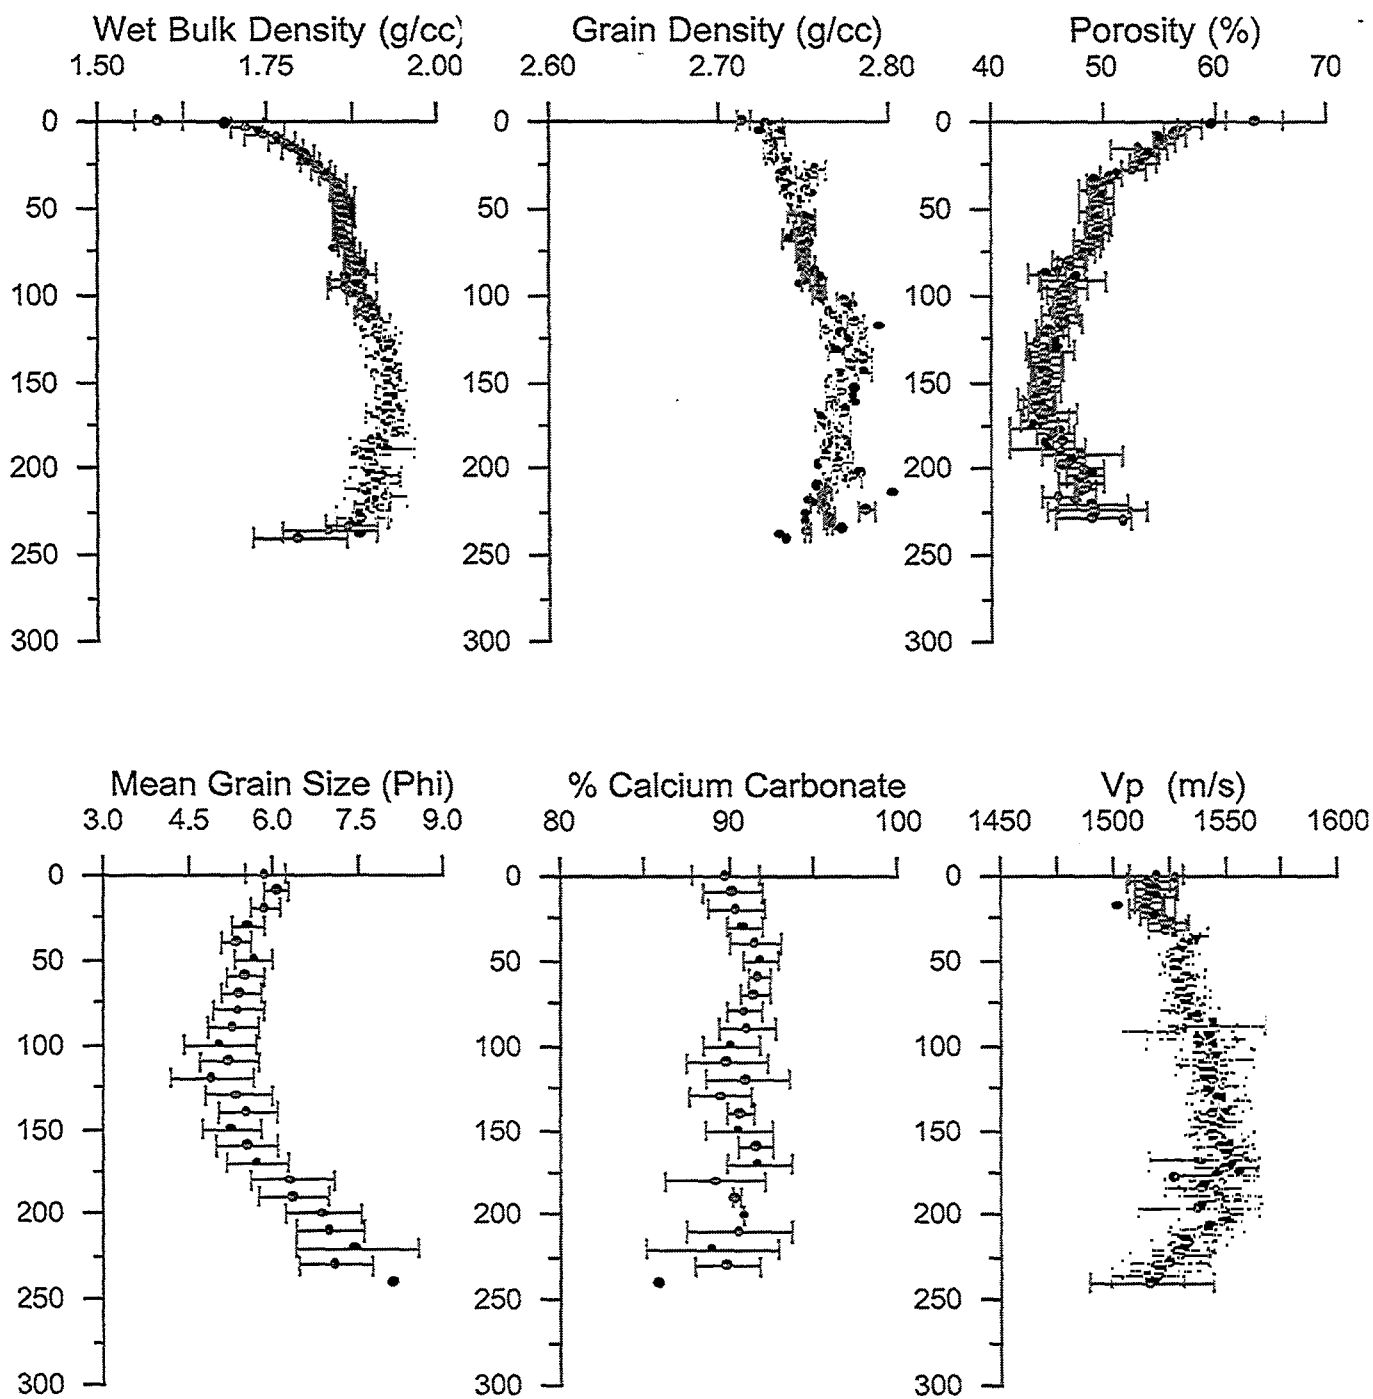 Wet Bulk Density (g/cc) Grain Density (g/cc) Porosity (%)
1.50 1.75 2.00 2.60 2.70 2.80 40 50 60 70
0 0 0
50 50 50
100 100 100
150 150 150
200 200 200
250 250 250
300 300 300
Mean Grain Size (Phi) % Calcium Carbonate Vp (m/s)
3.0 4.5 6.0 7.5 9.0 80 90 100 1450 1500 1550 1600
0 0 0
50 50 50
100 100 100
150 150 150
200 200 200
250 250 250
300 300 300